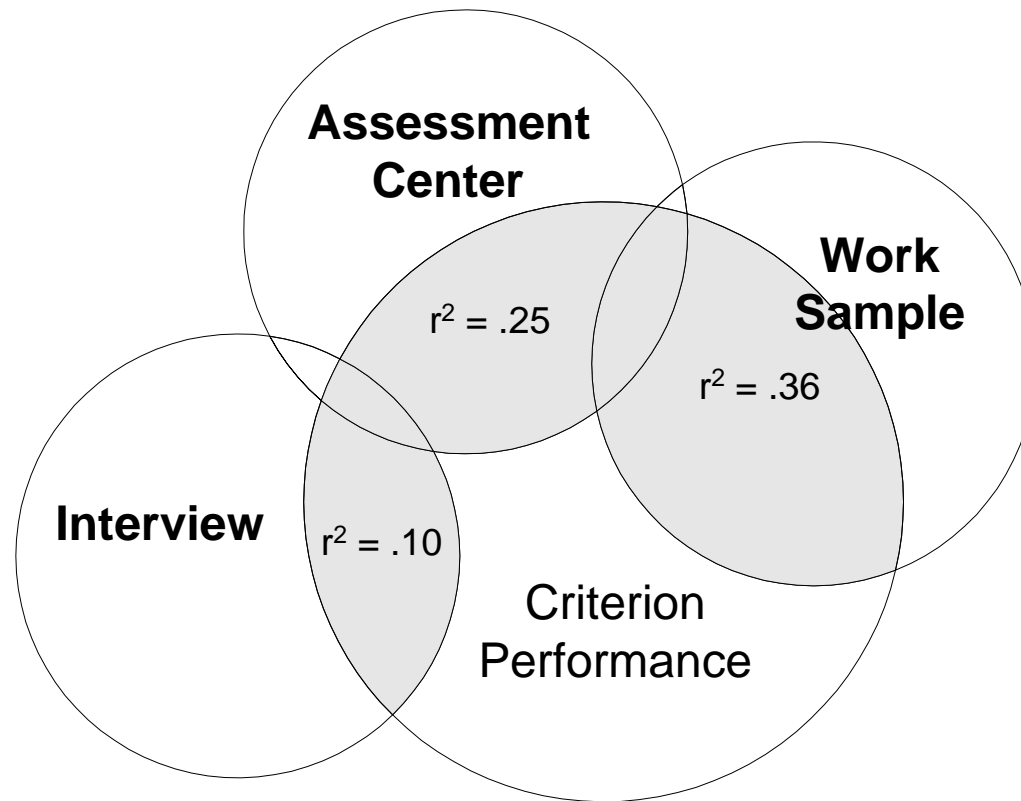 Assessment
Center
Work
Sample
r² = .25
r² = .36
Interview
r² = .10
Criterion
Performance